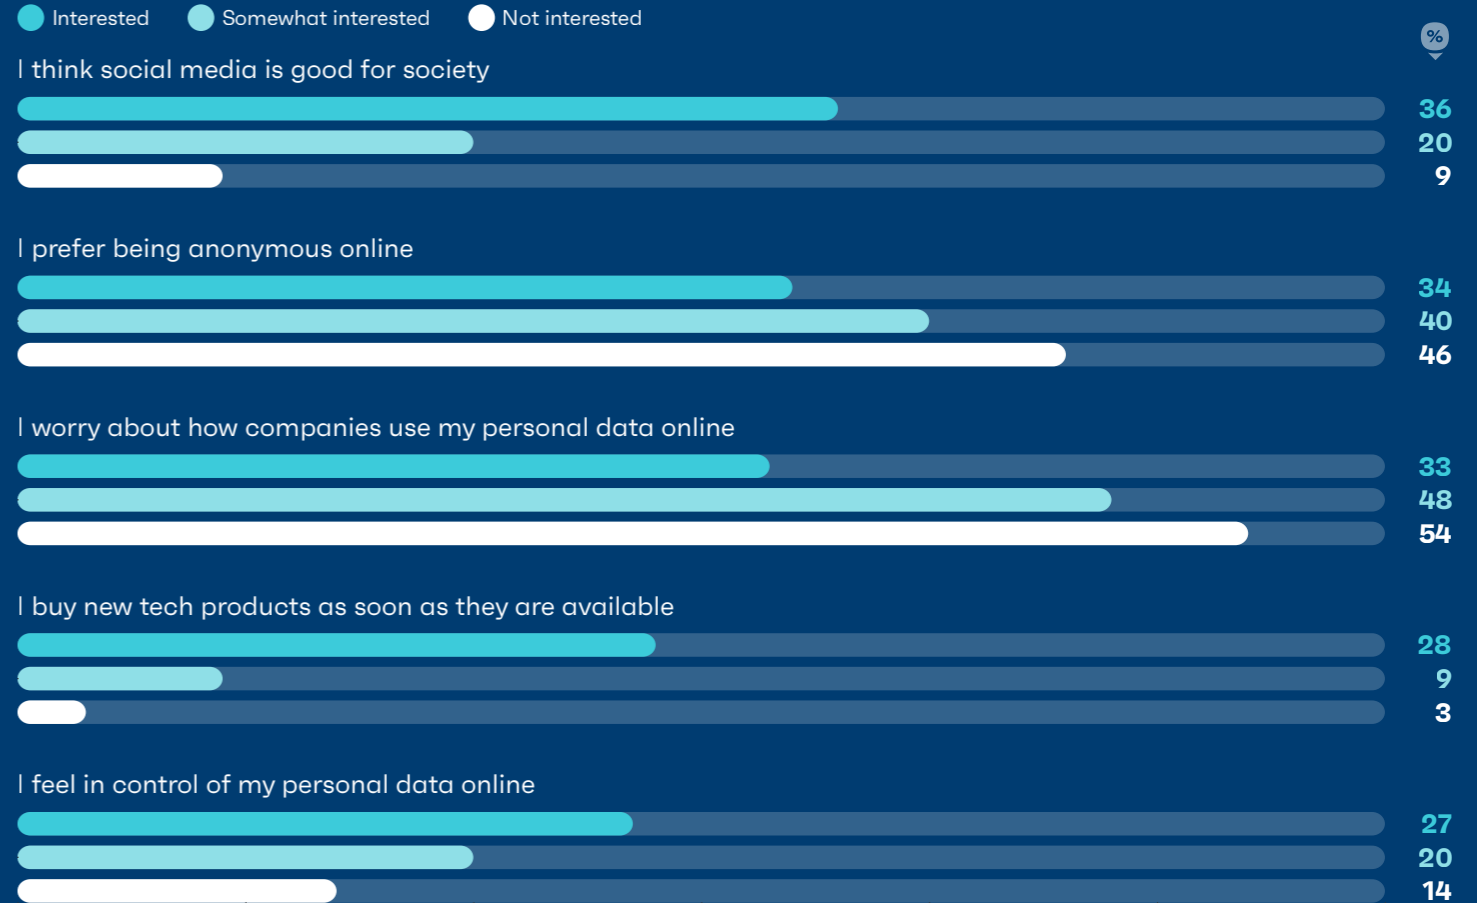 Interested Somewhat interested Not interested
%
I think social media is good for society
36
20
9
I prefer being anonymous online
34
40
46
I worry about how companies use my personal data online
33
48
54
I buy new tech products as soon as they are available
28
9
3
I feel in control of my personal data online
27
20
14